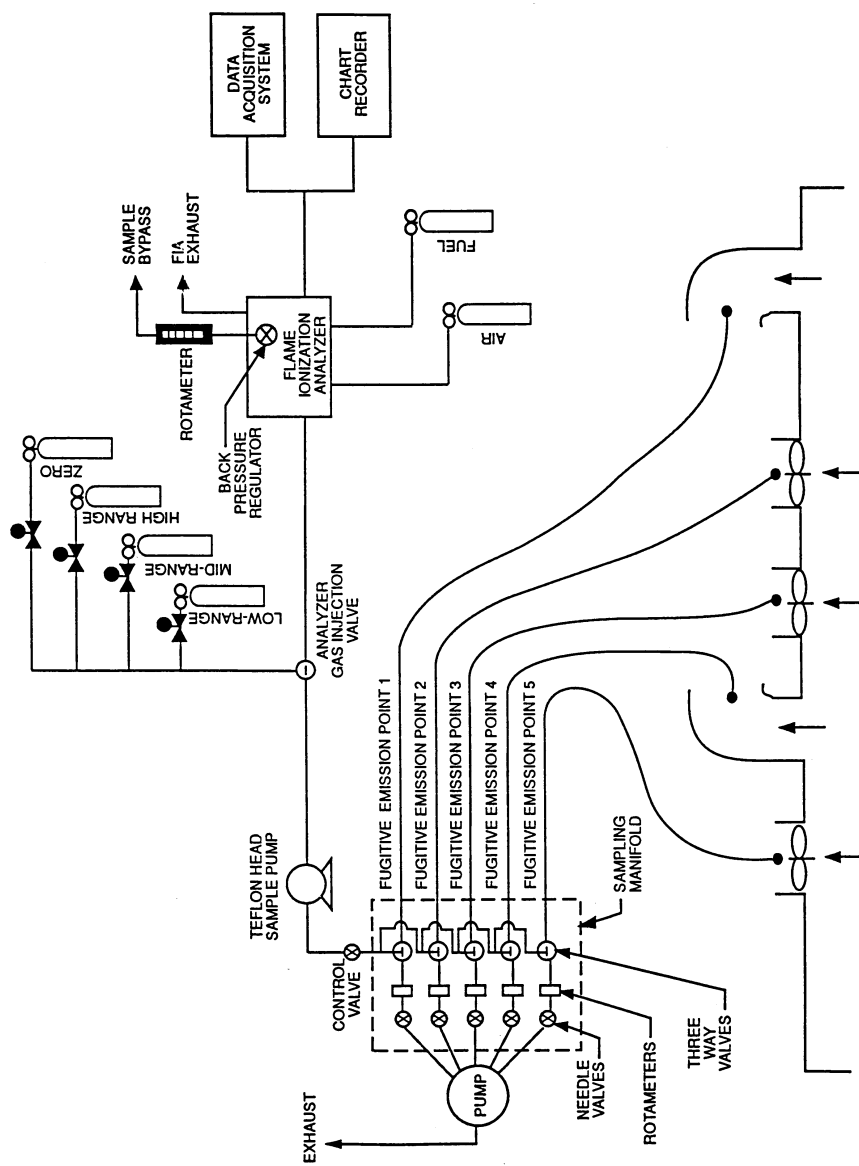 DATA
ACQUISITION
SYSTEM
CHART
RECORDER
SAMPLE
BYPASS
FIA
EXHAUST
ROTAMETER
BACK
PRESSURE
REGULATOR
FLAME
IONIZATION
ANALYZER
FUEL
AIR
ZERO
HIGH RANGE
MID-RANGE
LOW-RANGE
ANALYZER
GAS INJECTION
VALVE
TEFLON HEAD
SAMPLE PUMP
CONTROL
VALVE
FUGITIVE EMISSION POINT 1
FUGITIVE EMISSION POINT 2
FUGITIVE EMISSION POINT 3
FUGITIVE EMISSION POINT 4
FUGITIVE EMISSION POINT 5
SAMPLING
MANIFOLD
EXHAUST
PUMP
NEEDLE
VALVES
ROTAMETERS
THREE
WAY
VALVES